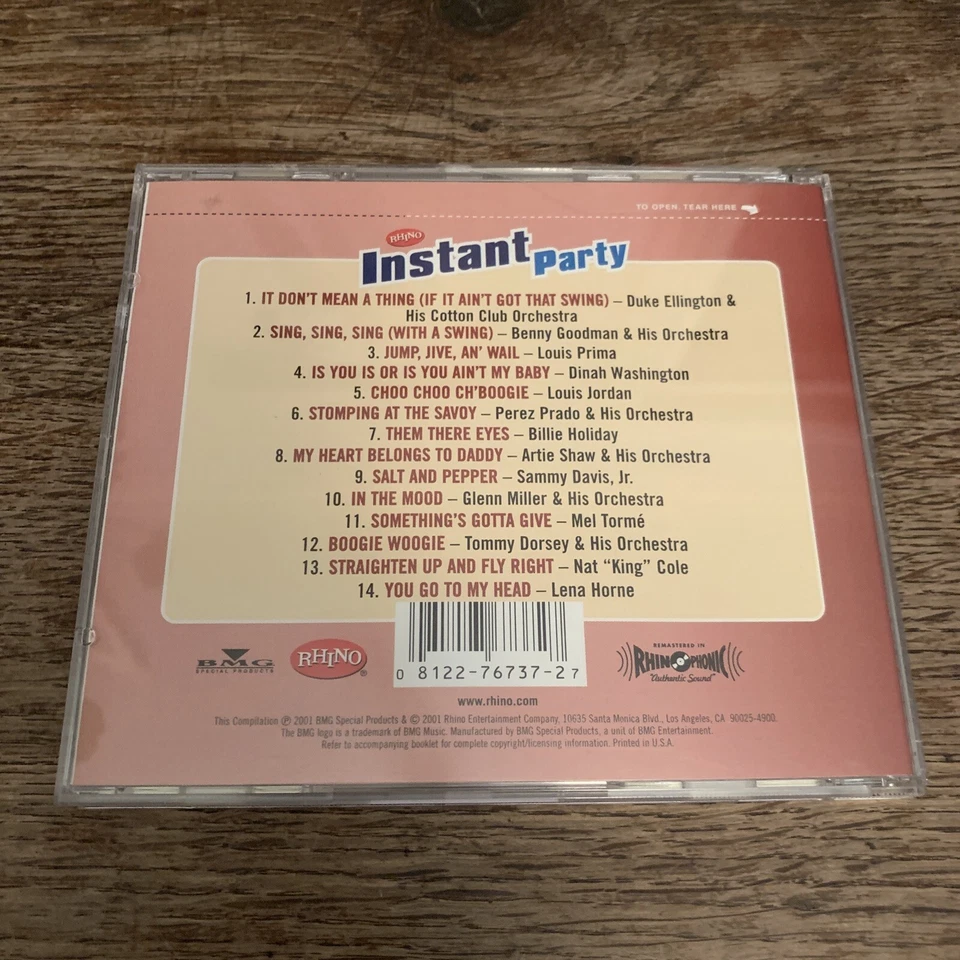 TO OPEN, TEAR HERE
RHINO
Instant Party
1. IT DON'T MEAN A THING (IF IT AIN'T GOT THAT SWING) – Duke Ellington &
His Cotton Club Orchestra
2. SING, SING, SING (WITH A SWING) – Benny Goodman & His Orchestra
3. JUMP, JIVE, AN' WAIL – Louis Prima
4. IS YOU IS OR IS YOU AIN'T MY BABY – Dinah Washington
5. CHOO CHOO CH'BOOGIE – Louis Jordan
6. STOMPING AT THE SAVOY – Perez Prado & His Orchestra
7. THEM THERE EYES – Billie Holiday
8. MY HEART BELONGS TO DADDY – Artie Shaw & His Orchestra
9. SALT AND PEPPER – Sammy Davis, Jr.
10. IN THE MOOD – Glenn Miller & His Orchestra
11. SOMETHING'S GOTTA GIVE – Mel Tormé
12. BOOGIE WOOGIE – Tommy Dorsey & His Orchestra
13. STRAIGHTEN UP AND FLY RIGHT – Nat "King" Cole
14. YOU GO TO MY HEAD – Lena Horne
BMG
SPECIAL PRODUCTS
RHINO®
0 8122-76737-2 7
REMASTERED IN
RHINOPHONIC
"Authentic Sound"
www.rhino.com
This Compilation ℗ 2001 BMG Special Products & © 2001 Rhino Entertainment Company, 10635 Santa Monica Blvd., Los Angeles, CA 90025-4900.
The BMG logo is a trademark of BMG Music. Manufactured by BMG Special Products, a unit of BMG Entertainment.
Refer to accompanying booklet for complete copyright/licensing information. Printed in U.S.A.